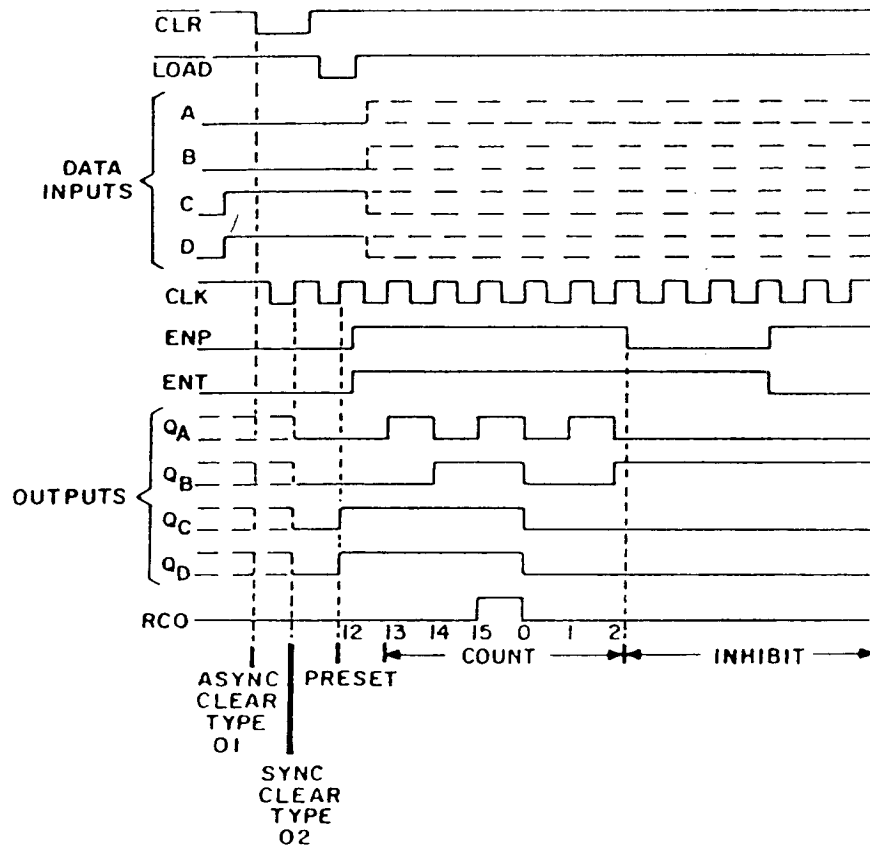 CLR
LOAD
A
DATA INPUTS
B
C
D
CLK
ENP
ENT
QA
QB
OUTPUTS
QC
QD
RCO
12 13 14 15 0 1 2
COUNT
INHIBIT
ASYNC
CLEAR
TYPE
01
PRESET
SYNC
CLEAR
TYPE
02